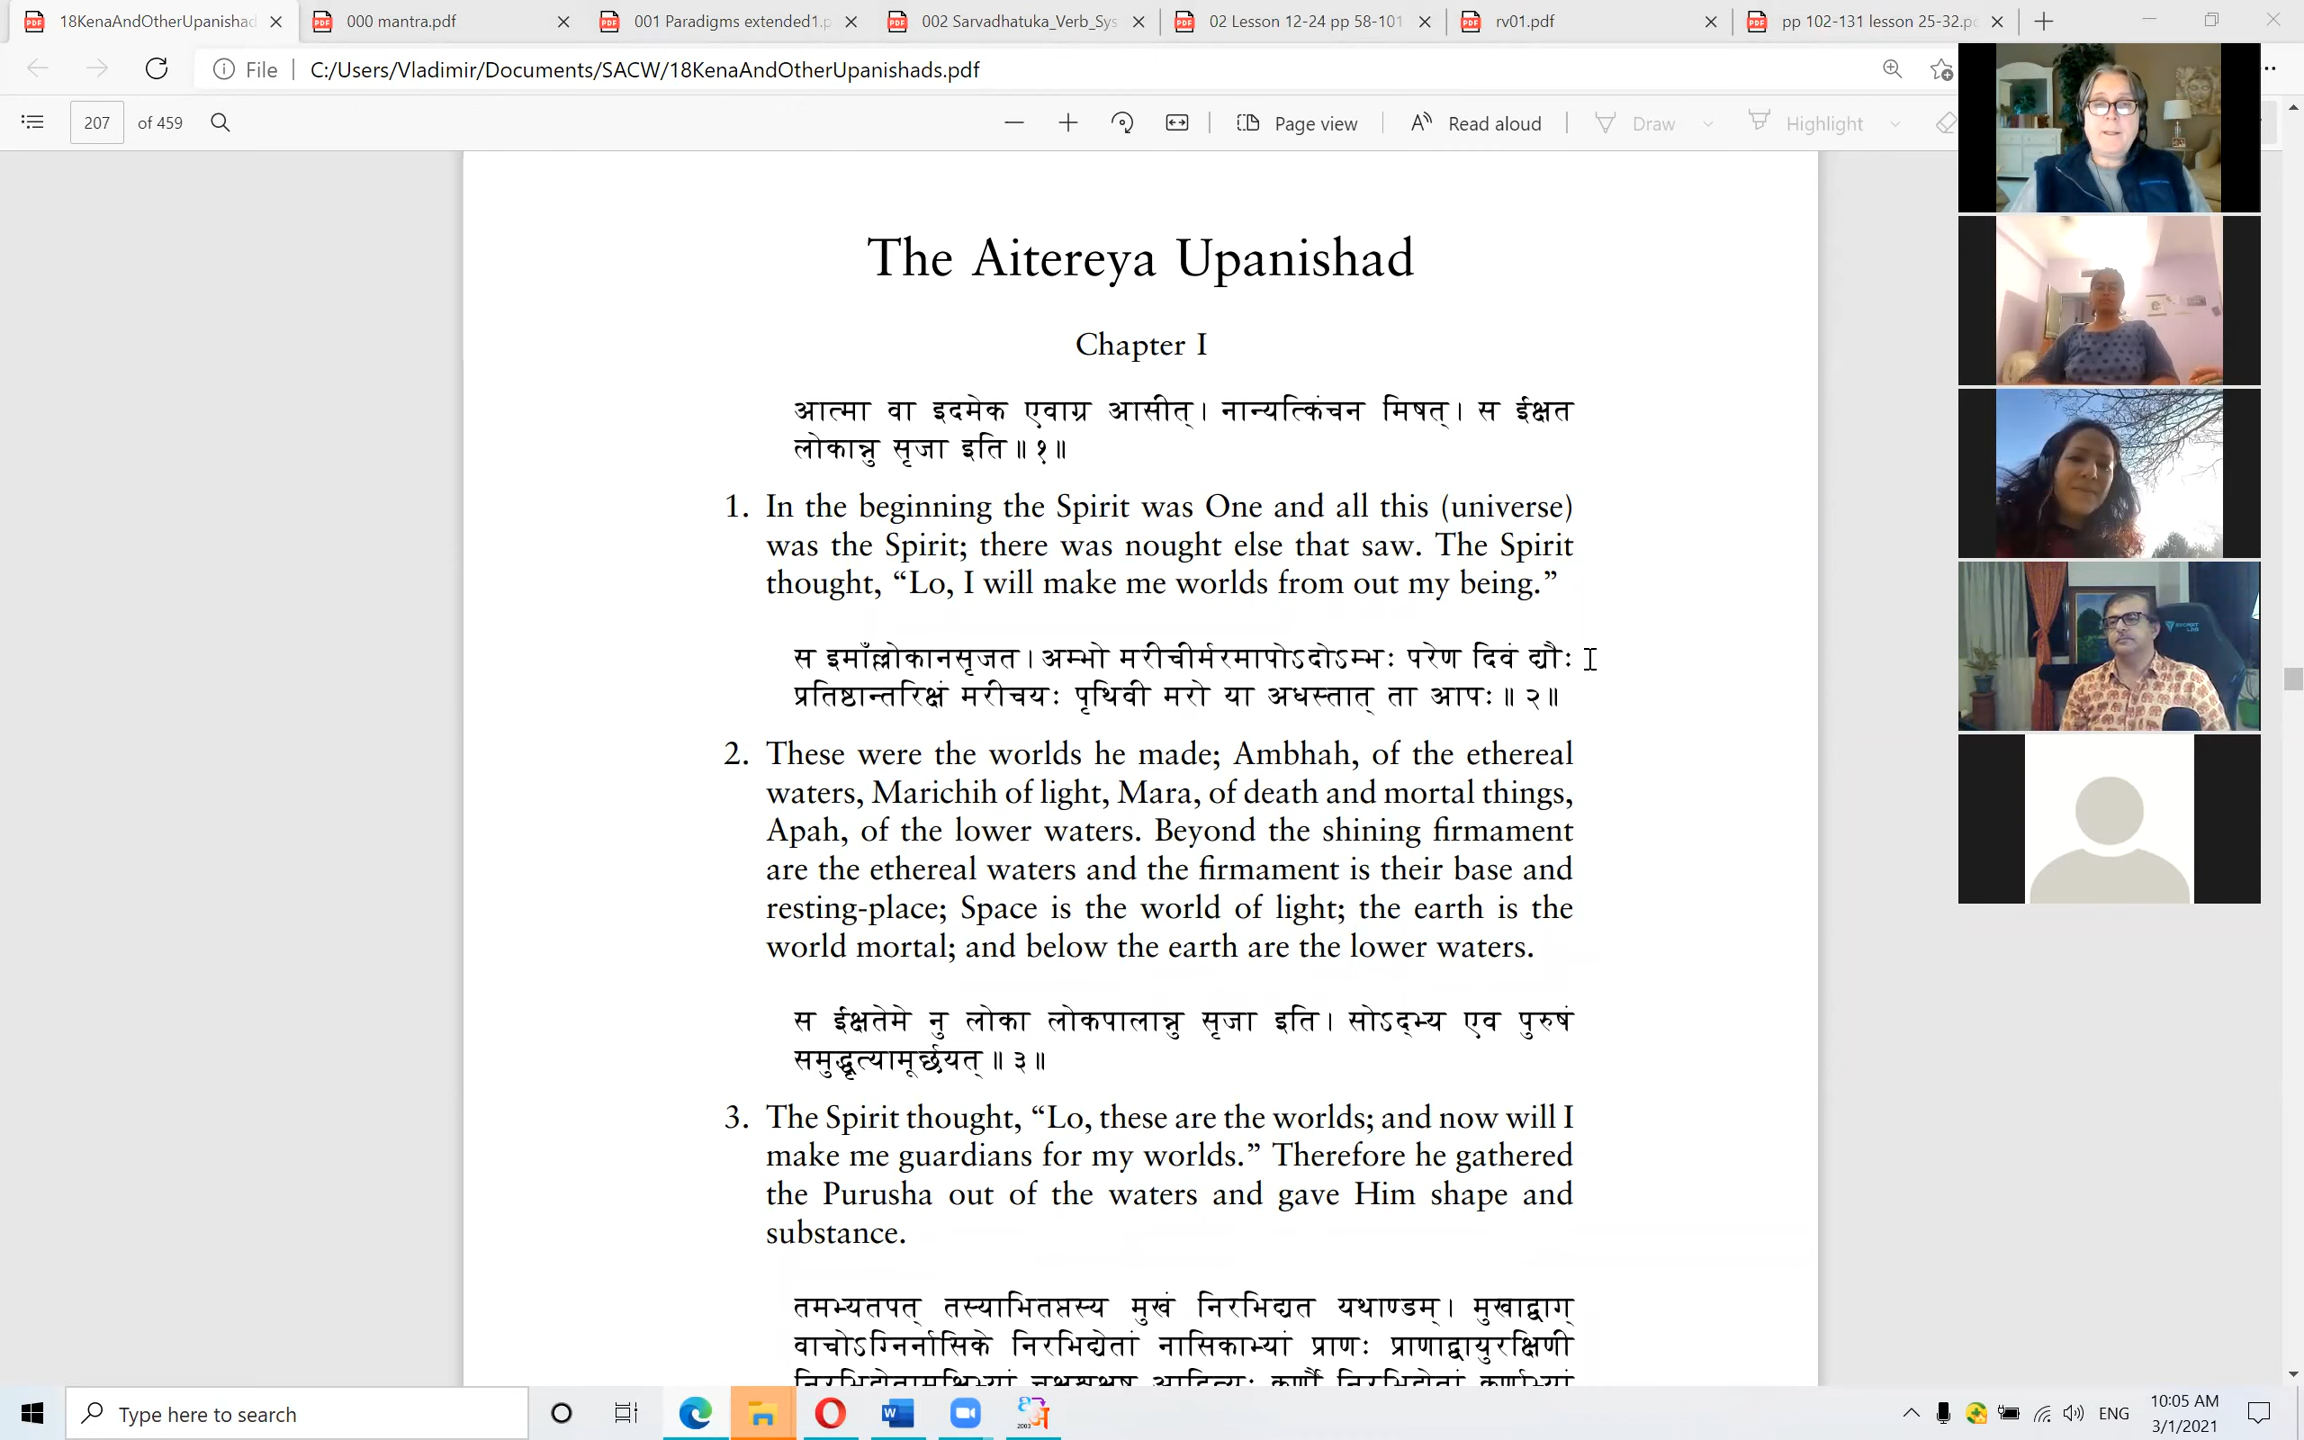 18KenaAndOtherUpanishad
000 mantra.pdf
001 Paradigms extended1.p
002 Sarvadhatuka_Verb_Sys
02 Lesson 12-24 pp 58-101
rv01.pdf
pp 102-131 lesson 25-32.p
File
C:/Users/Vladimir/Documents/SACW/18KenaAndOtherUpanishads.pdf
207 of 459
Page view
Read aloud
Draw
Highlight
The Aitereya Upanishad
Chapter I
आत्मा वा इदमेक एवाग्र आसीत्। नान्यत्किंचन मिषत्। स ईक्षत
लोकान्नु सृजा इति॥१॥
1. In the beginning the Spirit was One and all this (universe)
was the Spirit; there was nought else that saw. The Spirit
thought, “Lo, I will make me worlds from out my being.”
स इमाँल्लोकानसृजत। अम्भो मरीचीर्मरमापोऽदोऽम्भः परेण दिवं द्यौः
प्रतिष्ठान्तरिक्षं मरीचयः पृथिवी मरो या अधस्तात् ता आपः॥२॥
2. These were the worlds he made; Ambhah, of the ethereal
waters, Marichih of light, Mara, of death and mortal things,
Apah, of the lower waters. Beyond the shining firmament
are the ethereal waters and the firmament is their base and
resting-place; Space is the world of light; the earth is the
world mortal; and below the earth are the lower waters.
स ईक्षतेमे नु लोका लोकपालान्नु सृजा इति। सोऽद्भ्य एव पुरुषं
समुद्धृत्यामूर्छयत्॥३॥
3. The Spirit thought, “Lo, these are the worlds; and now will I
make me guardians for my worlds.” Therefore he gathered
the Purusha out of the waters and gave Him shape and
substance.
तमभ्यतपत् तस्याभितप्तस्य मुखं निरभिद्यत यथाण्डम्। मुखाद्वाग्
वाचोऽग्निर्नासिके निरभिद्येतां नासिकाभ्यां प्राणः प्राणाद्वायुरक्षिणी
Type here to search
ENG
10:05 AM
3/1/2021